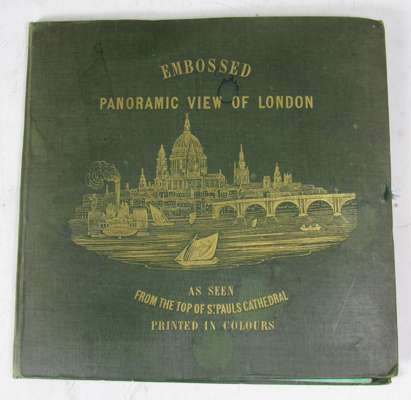 EMBOSSED
PANORAMIC VIEW OF LONDON
AS SEEN
FROM THE TOP OF ST. PAULS CATHEDRAL
PRINTED IN COLOURS